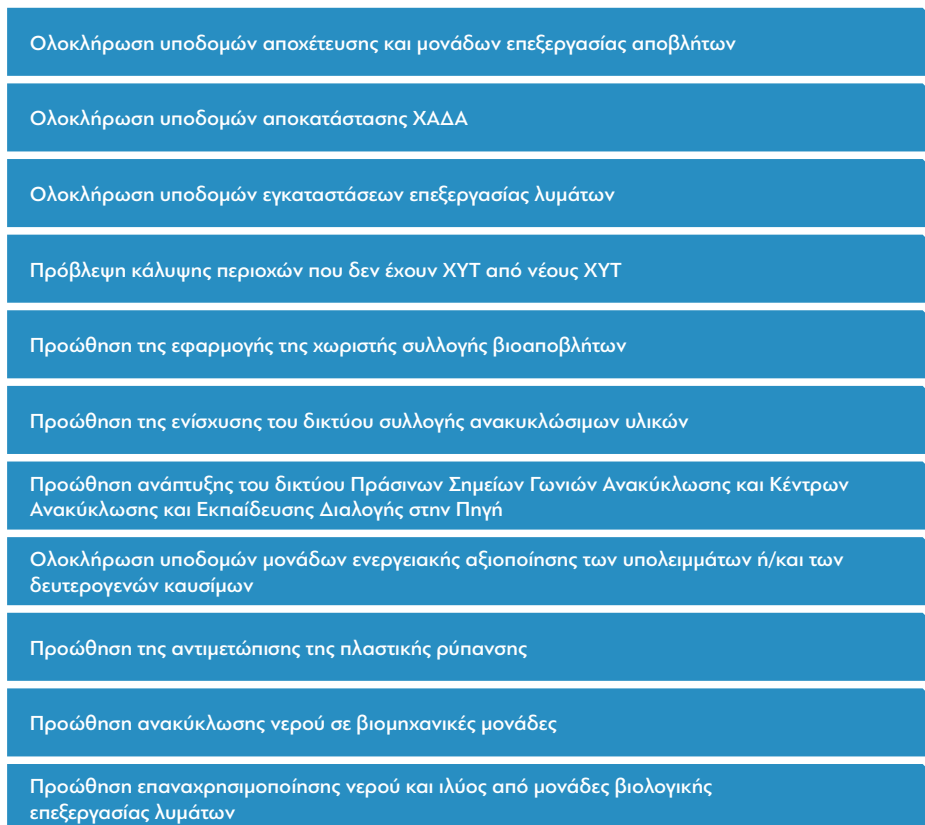 Ολοκλήρωση υποδομών αποχέτευσης και μονάδων επεξεργασίας αποβλήτων
Ολοκλήρωση υποδομών αποκατάστασης ΧΑΔΑ
Ολοκλήρωση υποδομών εγκαταστάσεων επεξεργασίας λυμάτων
Πρόβλεψη κάλυψης περιοχών που δεν έχουν ΧΥΤ από νέους ΧΥΤ
Προώθηση της εφαρμογής της χωριστής συλλογής βιοαποβλήτων
Προώθηση της ενίσχυσης του δικτύου συλλογής ανακυκλώσιμων υλικών
Προώθηση ανάπτυξης του δικτύου Πράσινων Σημείων Γωνιών Ανακύκλωσης και Κέντρων
Ανακύκλωσης και Εκπαίδευσης Διαλογής στην Πηγή
Ολοκλήρωση υποδομών μονάδων ενεργειακής αξιοποίησης των υπολειμμάτων ή/και των
δευτερογενών καυσίμων
Προώθηση της αντιμετώπισης της πλαστικής ρύπανσης
Προώθηση ανακύκλωσης νερού σε βιομηχανικές μονάδες
Προώθηση επαναχρησιμοποίησης νερού και ιλύος από μονάδες βιολογικής
επεξεργασίας λυμάτων